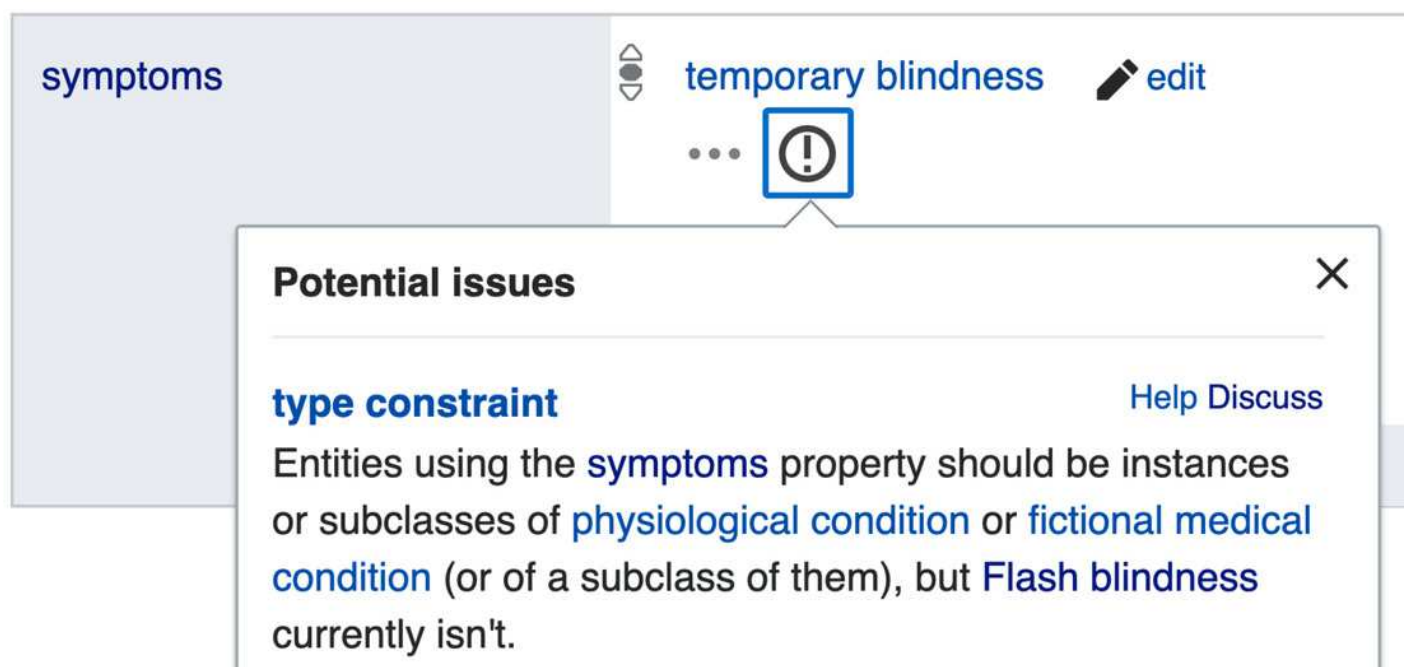 symptoms
temporary blindness
edit
Potential issues
type constraint
Help Discuss
Entities using the symptoms property should be instances
or subclasses of physiological condition or fictional medical
condition (or of a subclass of them), but Flash blindness
currently isn't.